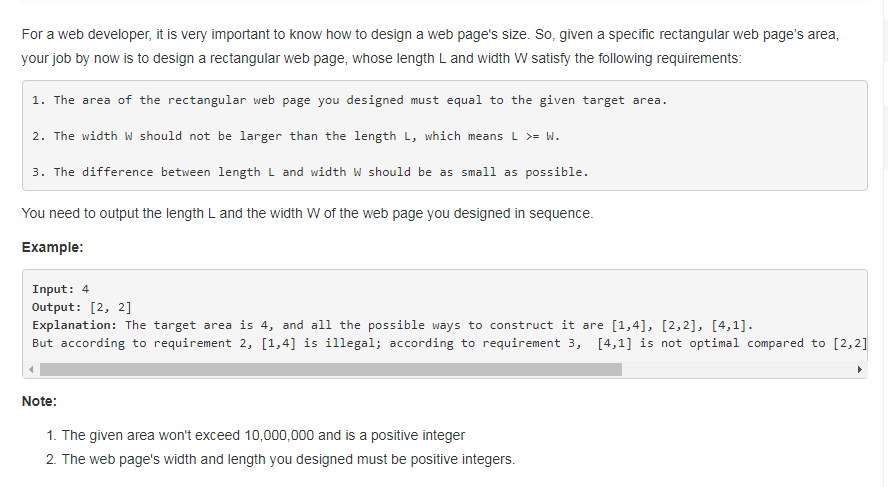 For a web developer, it is very important to know how to design a web page's size. So, given a specific rectangular web page’s area,
your job by now is to design a rectangular web page, whose length L and width W satisfy the following requirements:
1. The area of the rectangular web page you designed must equal to the given target area.
2. The width W should not be larger than the length L, which means L >= W.
3. The difference between length L and width W should be as small as possible.
You need to output the length L and the width W of the web page you designed in sequence.
Example:
Input: 4
Output: [2, 2]
Explanation: The target area is 4, and all the possible ways to construct it are [1,4], [2,2], [4,1].
But according to requirement 2, [1,4] is illegal; according to requirement 3,  [4,1] is not optimal compared to [2,2]
Note:
1. The given area won't exceed 10,000,000 and is a positive integer
2. The web page's width and length you designed must be positive integers.